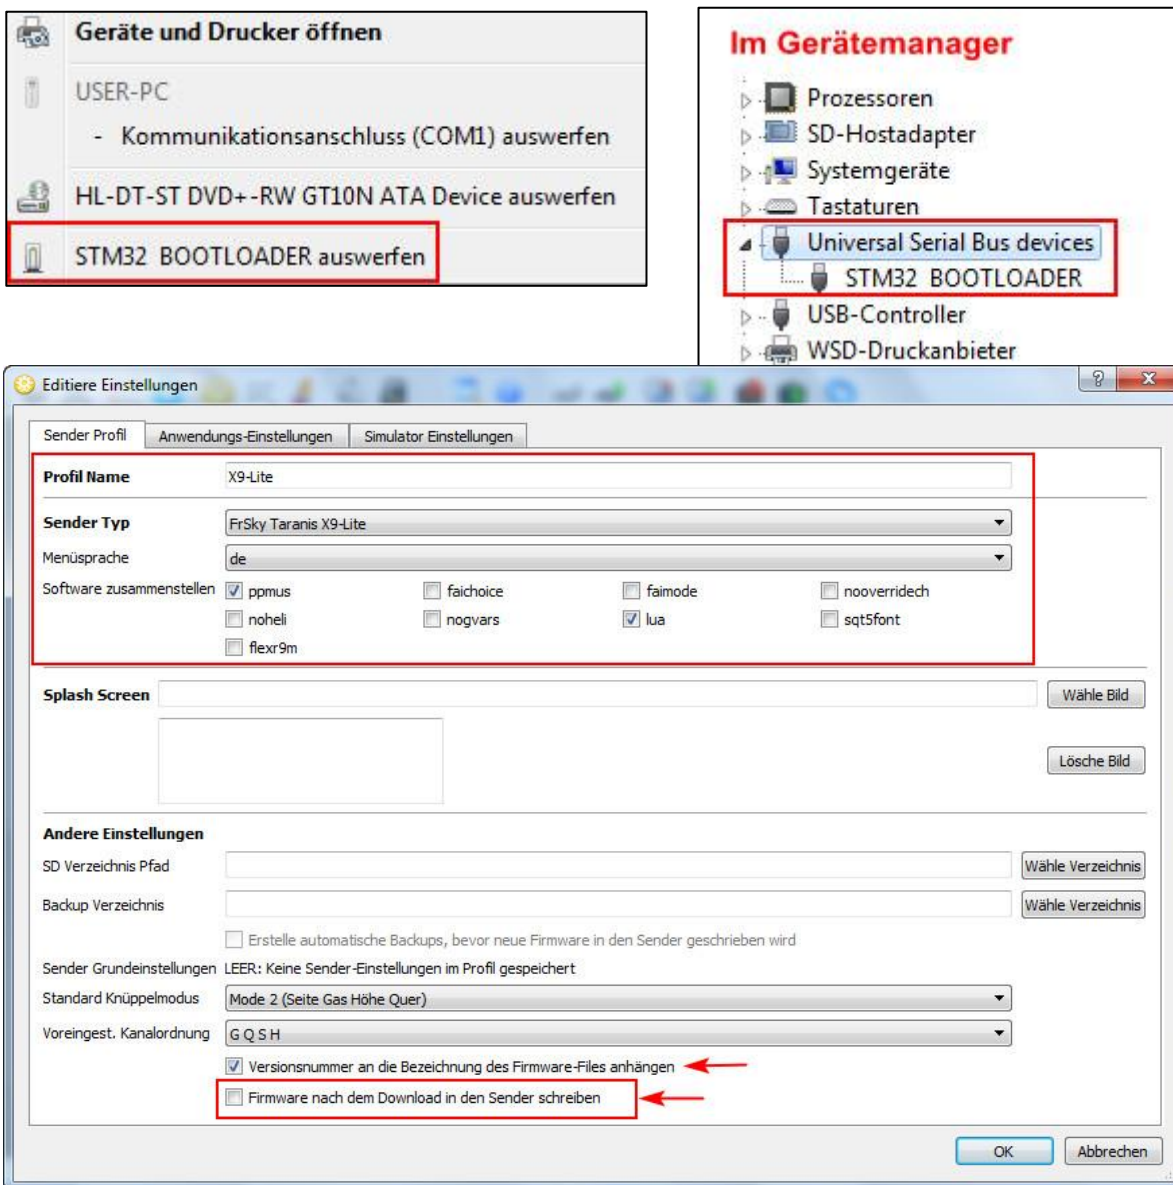 Geräte und Drucker öffnen
USER-PC
- Kommunikationsanschluss (COM1) auswerfen
HL-DT-ST DVD+-RW GT10N ATA Device auswerfen
STM32 BOOTLOADER auswerfen
Im Gerätemanager
Prozessoren
SD-Hostadapter
Systemgeräte
Tastaturen
Universal Serial Bus devices
STM32 BOOTLOADER
USB-Controller
WSD-Druckanbieter
Editiere Einstellungen
Sender Profil Anwendungs-Einstellungen Simulator Einstellungen
Profil Name X9-Lite
Sender Typ FrSky Taranis X9-Lite
Menüsprache de
Software zusammenstellen ppmus faichoice faimode nooverridech
noheli nogvars lua sqt5font
flexr9m
Splash Screen Wähle Bild
Lösche Bild
Andere Einstellungen
SD Verzeichnis Pfad Wähle Verzeichnis
Backup Verzeichnis Wähle Verzeichnis
Erstelle automatische Backups, bevor neue Firmware in den Sender geschrieben wird
Sender Grundeinstellungen LEER: Keine Sender-Einstellungen im Profil gespeichert
Standard Knüppelmodus Mode 2 (Seite Gas Höhe Quer)
Voreingest. Kanalordnung G Q S H
Versionsnummer an die Bezeichnung des Firmware-Files anhängen
Firmware nach dem Download in den Sender schreiben
OK Abbrechen